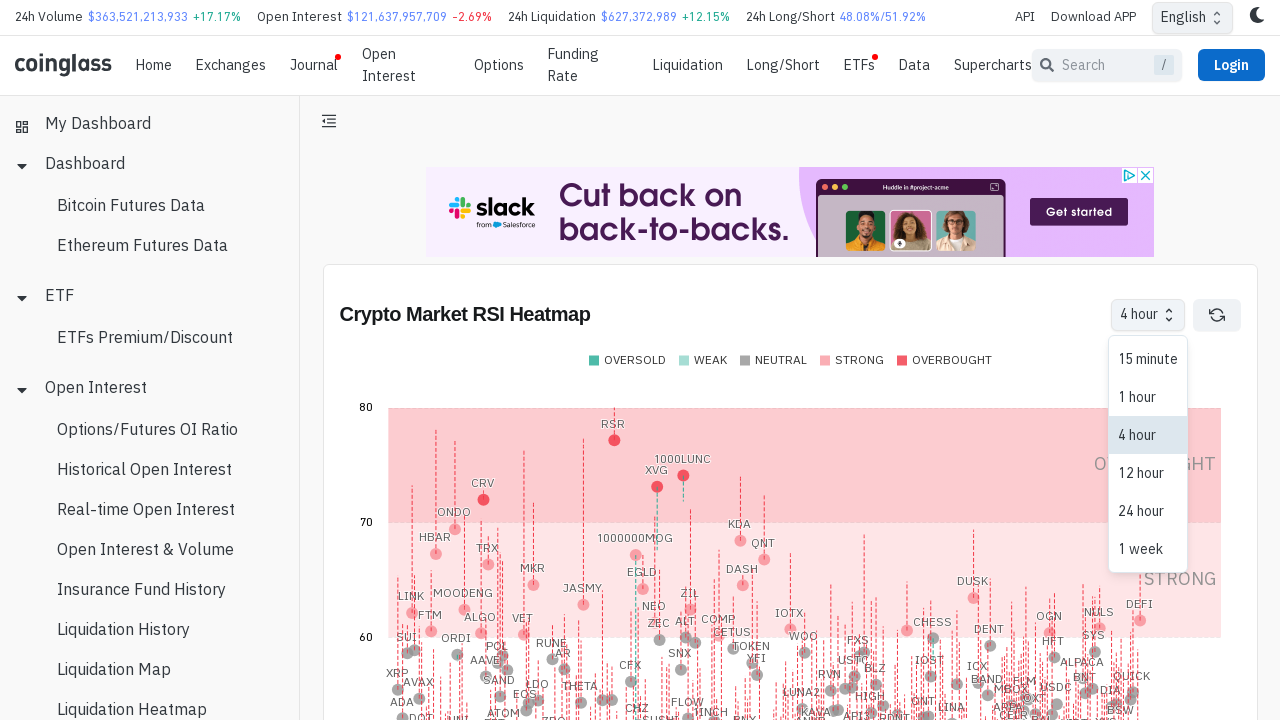 24h Volume $363,521,213,933 +17.17% Open Interest $121,637,957,709 -2.69% 24h Liquidation $627,372,989 +12.15% 24h Long/Short 48.08%/51.92% API Download APP English
coinglass Home Exchanges Journal Open Interest Options Funding Rate Liquidation Long/Short ETFs Data Supercharts Search / Login
My Dashboard
Dashboard
Bitcoin Futures Data
Ethereum Futures Data
ETF
ETFs Premium/Discount
Open Interest
Options/Futures OI Ratio
Historical Open Interest
Real-time Open Interest
Open Interest & Volume
Insurance Fund History
Liquidation History
Liquidation Map
Liquidation Heatmap
slack
from Salesforce
Cut back on
back-to-backs.
Huddle in #project-acme
Get started
Crypto Market RSI Heatmap
4 hour
15 minute
1 hour
4 hour
12 hour
24 hour
1 week
OVERSOLD WEAK NEUTRAL STRONG OVERBOUGHT
80
RSR
1000LUNC
XVG
CRV
ONDO
70
KDA
HBAR
1000000MOG
TRX
QNT
MKR
EGLD
DASH
STRONG
DUSK
JASMY
LINK
MOODENG
ZIL
NEO
DEFI
FTM
ALGO
VET
ZEC
ALT
COMP
IOTX
CHESS
OGN
NULS
60
SUI
ORDI
POL
RUNE
AR
CETUS
WOO
FXS
DENT
HFT
SYS
AAVE
SNX
TOKEN
YFI
USTC
IOST
ALPACA
XRP
AVAX
SAND
CFX
RVN
BLZ
ICX
BAND
BNT
QUICK
LDO
THETA
EOS
LUNA2
HIGH
USDC
DIA
ADA
ATOM
CHZ
FLOW
LINA
BSW